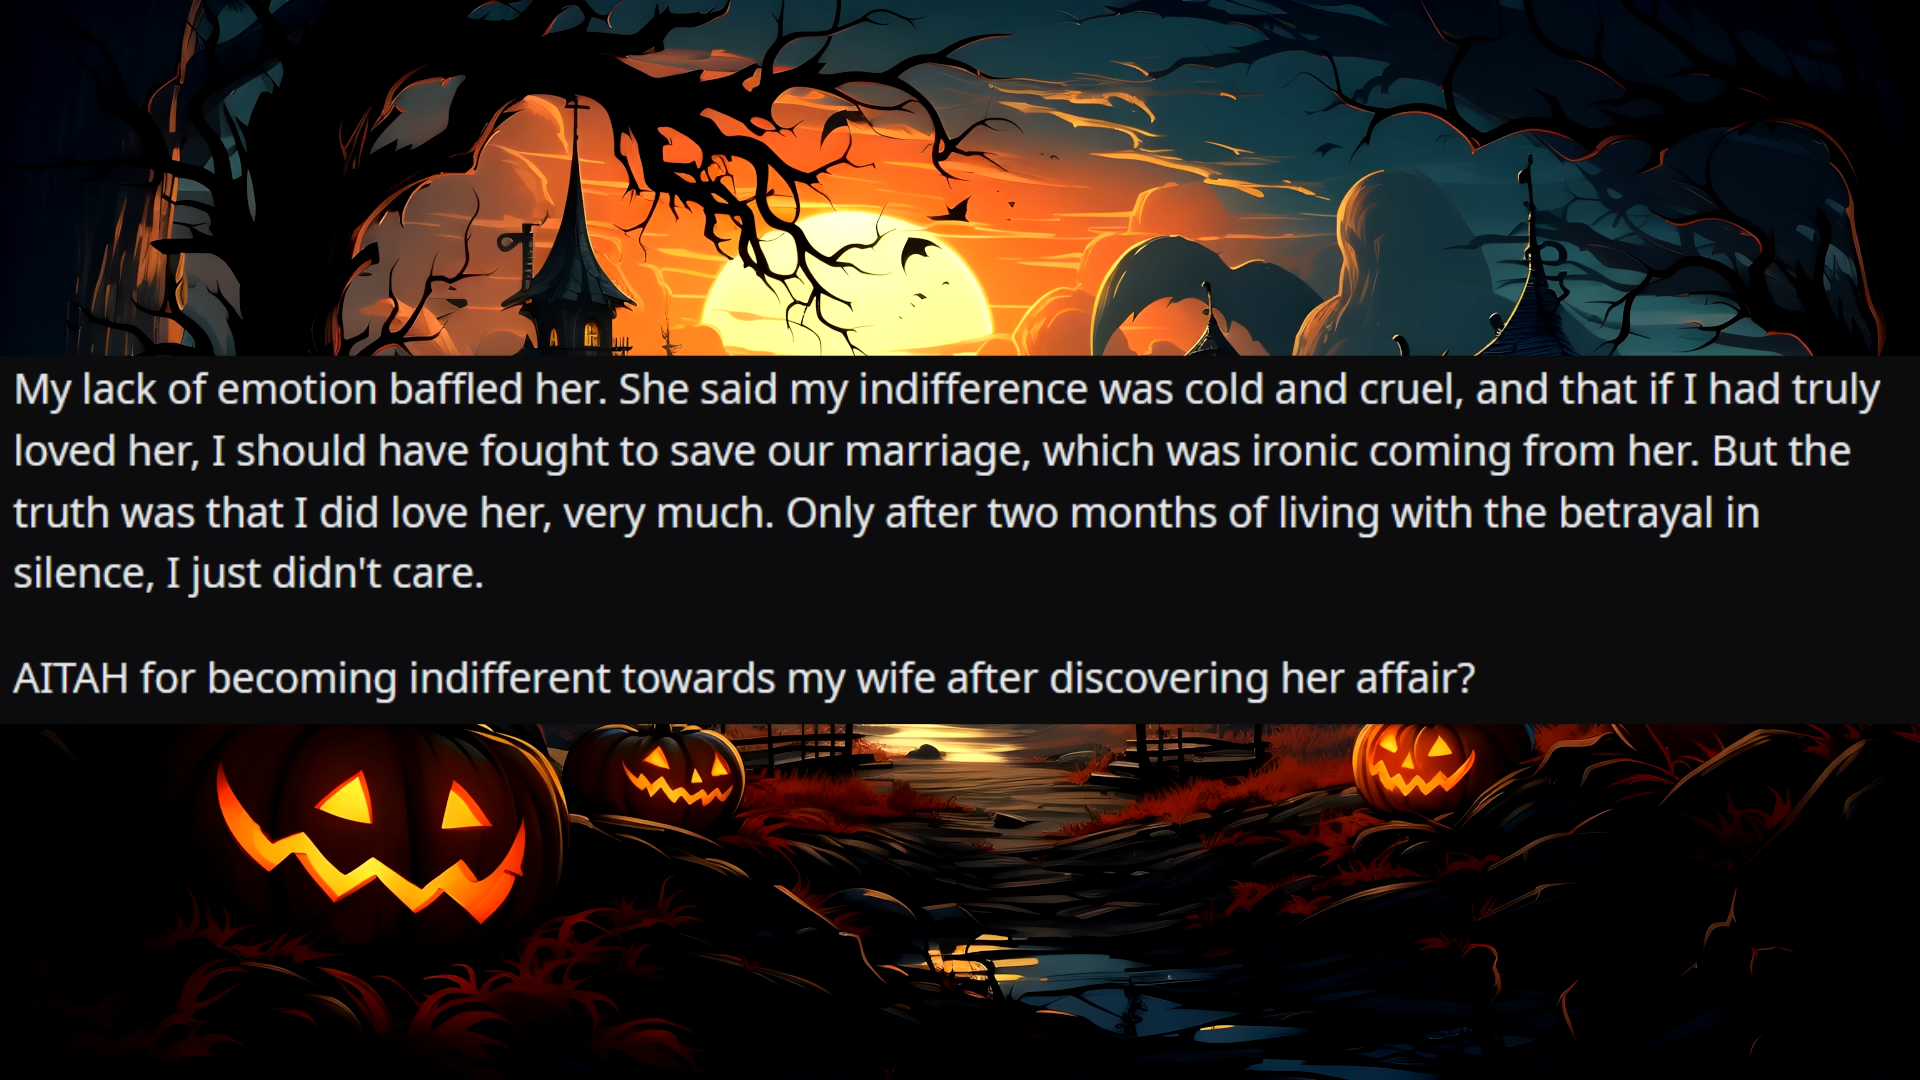 My lack of emotion baffled her. She said my indifference was cold and cruel, and that if I had truly
loved her, I should have fought to save our marriage, which was ironic coming from her. But the
truth was that I did love her, very much. Only after two months of living with the betrayal in
silence, I just didn't care.
AITAH for becoming indifferent towards my wife after discovering her affair?